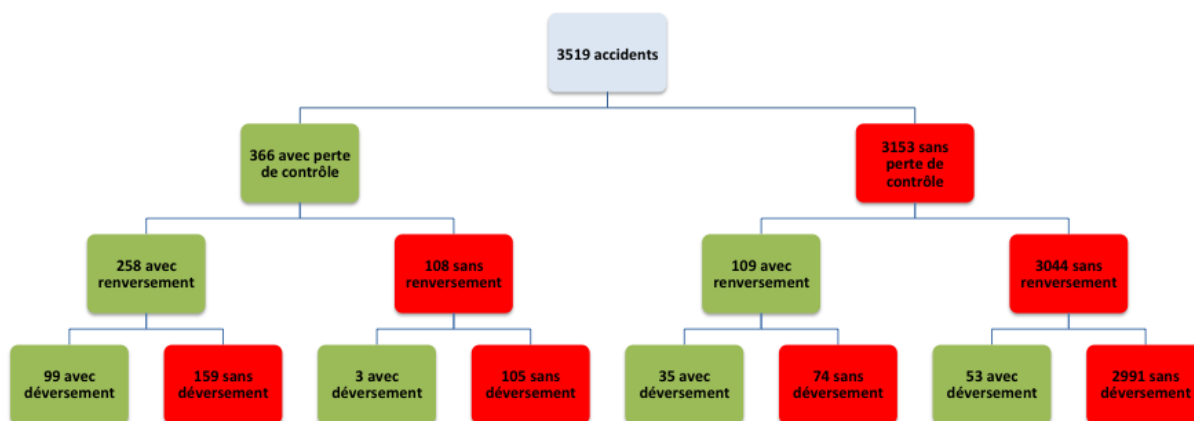 3519 accidents
366 avec perte
de contrôle
3153 sans
perte de
contrôle
258 avec
renversement
108 sans
renversement
109 avec
renversement
3044 sans
renversement
99 avec
déversement
159 sans
déversement
3 avec
déversement
105 sans
déversement
35 avec
déversement
74 sans
déversement
53 avec
déversement
2991 sans
déversement